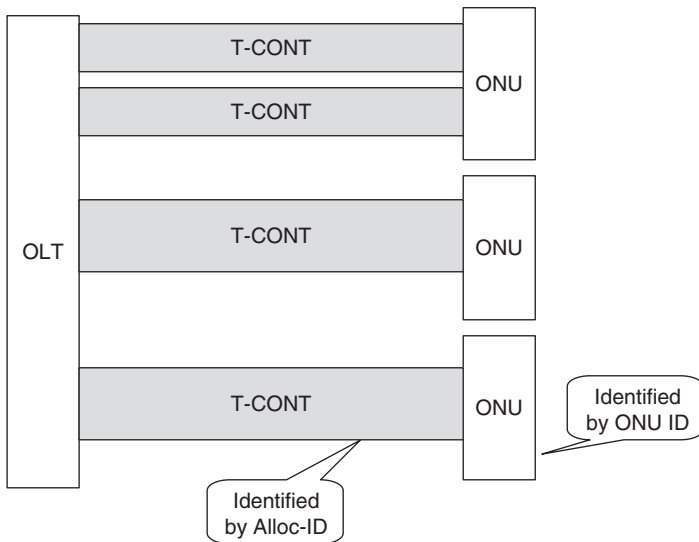 T-CONT
ONU
T-CONT
T-CONT
OLT
ONU
T-CONT
ONU
Identified
by ONU ID
Identified
by Alloc-ID